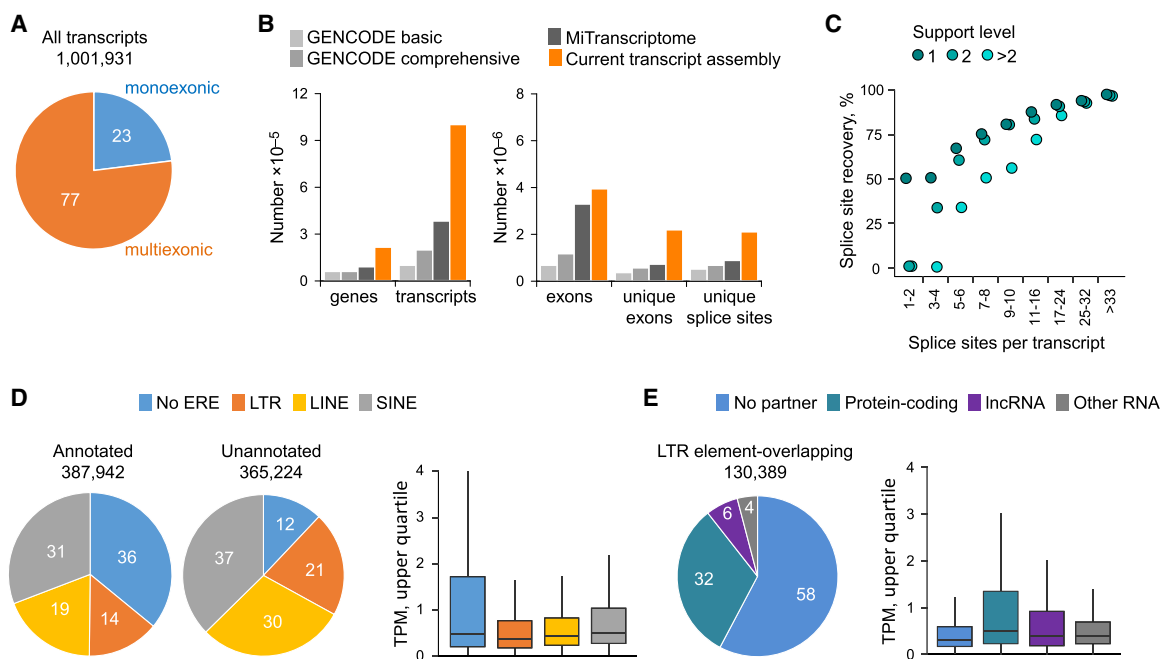 A
All transcripts
1,001,931
monoexonic
23
77
multiexonic
B
GENCODE basic
GENCODE comprehensive
MiTranscriptome
Current transcript assembly
Number ×10⁻⁵
12
9
6
3
0
genes
transcripts
Number ×10⁻⁶
8
6
4
2
0
exons
unique
exons
unique
splice sites
C
Support level
1
2
>2
Splice site recovery, %
100
75
50
25
0
1-2
3-4
5-6
7-8
9-10
11-16
17-24
25-32
>33
Splice sites per transcript
D
No ERE
LTR
LINE
SINE
Annotated
387,942
36
14
19
31
Unannotated
365,224
12
21
30
37
TPM, upper quartile
4
3
2
1
0
E
No partner
Protein-coding
lncRNA
Other RNA
LTR element-overlapping
130,389
6
4
32
58
TPM, upper quartile
4
3
2
1
0